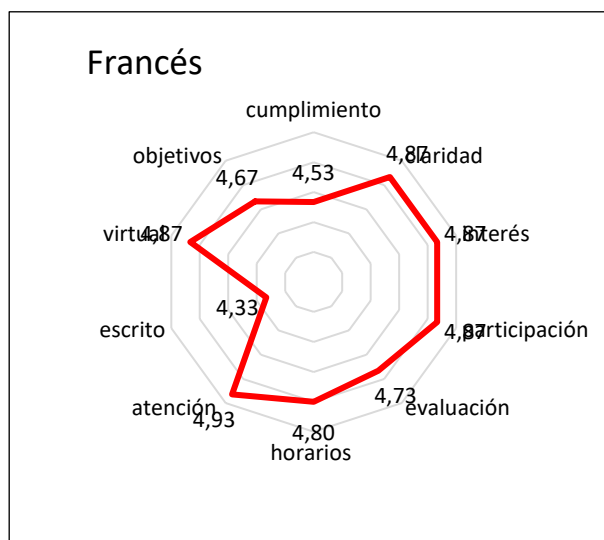 Francés
cumplimiento
4,53
claridad
4,87
interés
4,87
participación
4,87
evaluación
4,73
horarios
4,80
atención
4,93
escrito
4,33
virtual
4,87
objetivos
4,67